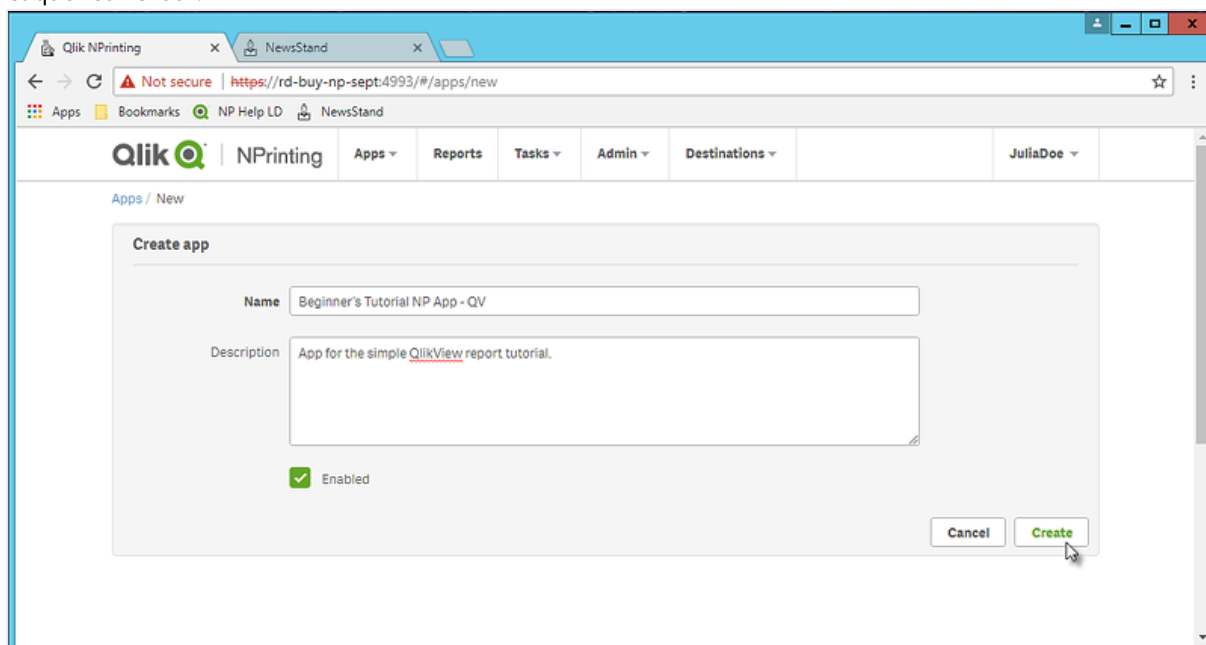 Qlik NPrinting NewsStand
Not secure https://rd-buy-np-sept:4993/#/apps/new
Apps Bookmarks NP Help LD NewsStand
Qlik NPrinting Apps Reports Tasks Admin Destinations JuliaDoe
Apps / New
Create app
Name Beginner's Tutorial NP App - QV
Description App for the simple QlikView report tutorial.
Enabled
Cancel Create